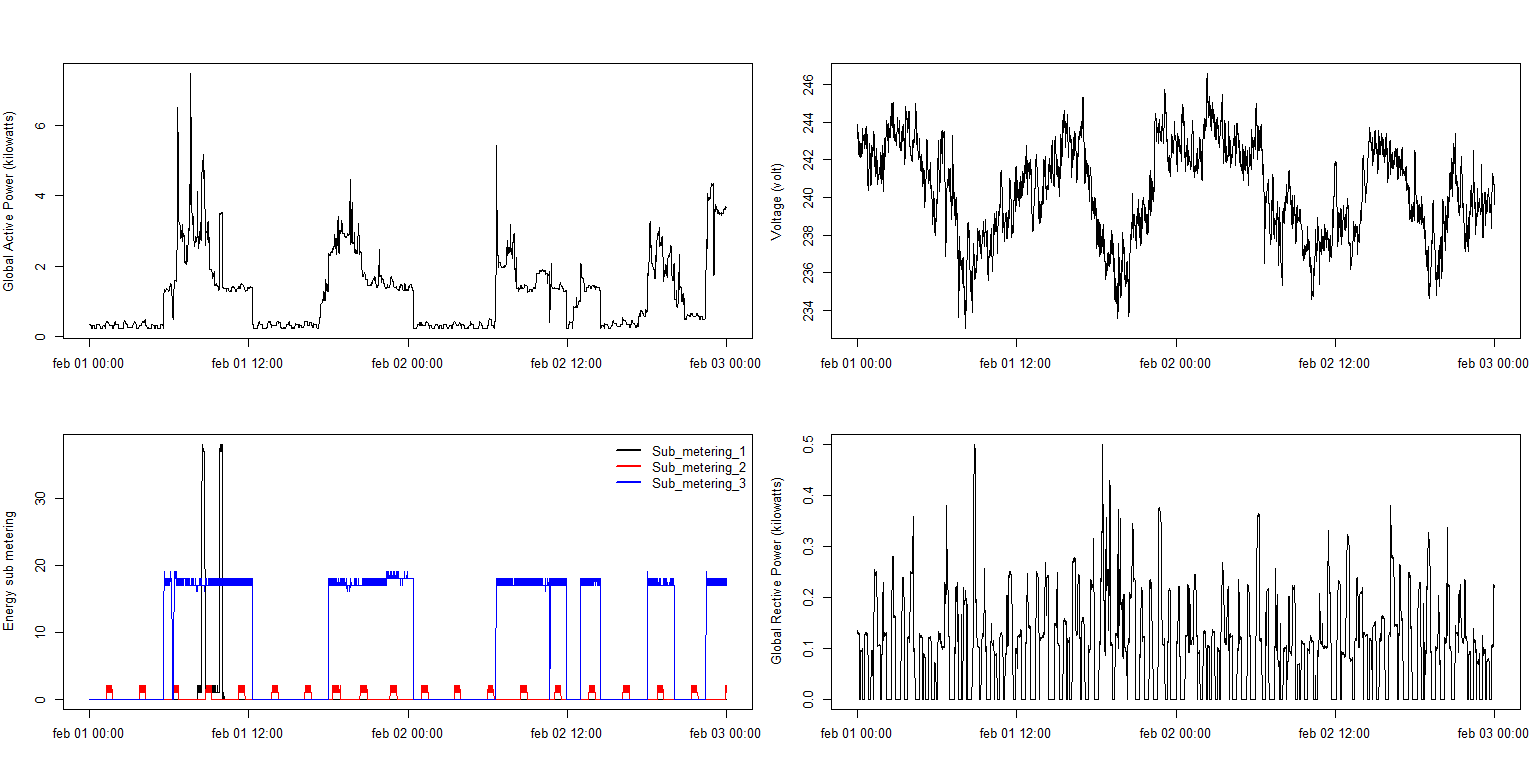 Global Active Power (kilowatts)
0 2 4 6
feb 01 00:00 feb 01 12:00 feb 02 00:00 feb 02 12:00 feb 03 00:00
Voltage (volt)
234 236 238 240 242 244 246
feb 01 00:00 feb 01 12:00 feb 02 00:00 feb 02 12:00 feb 03 00:00
Energy sub metering
0 10 20 30
Sub_metering_1
Sub_metering_2
Sub_metering_3
feb 01 00:00 feb 01 12:00 feb 02 00:00 feb 02 12:00 feb 03 00:00
Global Rective Power (kilowatts)
0.0 0.1 0.2 0.3 0.4 0.5
feb 01 00:00 feb 01 12:00 feb 02 00:00 feb 02 12:00 feb 03 00:00